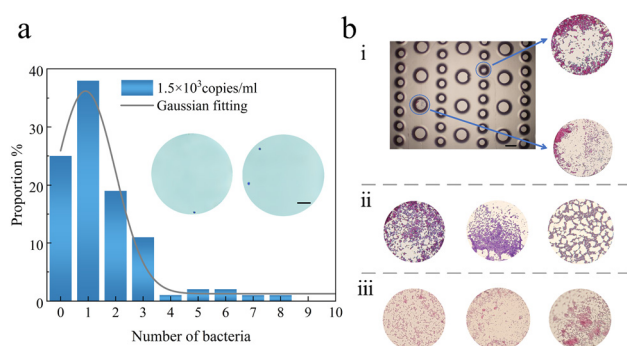 a
40
30
20
10
0
Proportion %
1.5×10³copies/ml
Gaussian fitting
0 1 2 3 4 5 6 7 8 9 10
Number of bacteria
b
i
ii
iii